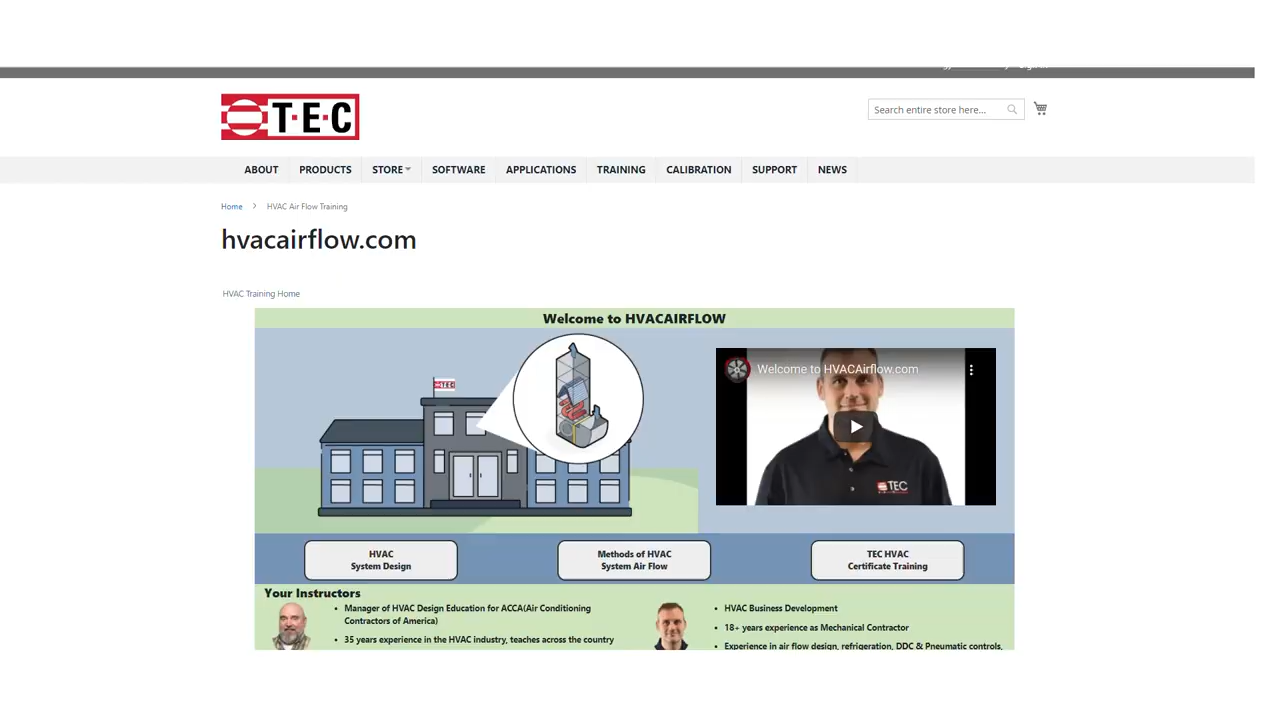 T·E·C
Search entire store here...
ABOUT
PRODUCTS
STORE
SOFTWARE
APPLICATIONS
TRAINING
CALIBRATION
SUPPORT
NEWS
Home > HVAC Air Flow Training
hvacairflow.com
HVAC Training Home
Welcome to HVACAIRFLOW
TEC
Welcome to HVACAirflow.com
TEC
HVAC
System Design
Methods of HVAC
System Air Flow
TEC HVAC
Certificate Training
Your Instructors
• Manager of HVAC Design Education for ACCA(Air Conditioning
Contractors of America)
• 35 years experience in the HVAC industry, teaches across the country
• HVAC Business Development
• 18+ years experience as Mechanical Contractor
• Experience in air flow design, refrigeration, DDC & Pneumatic controls,